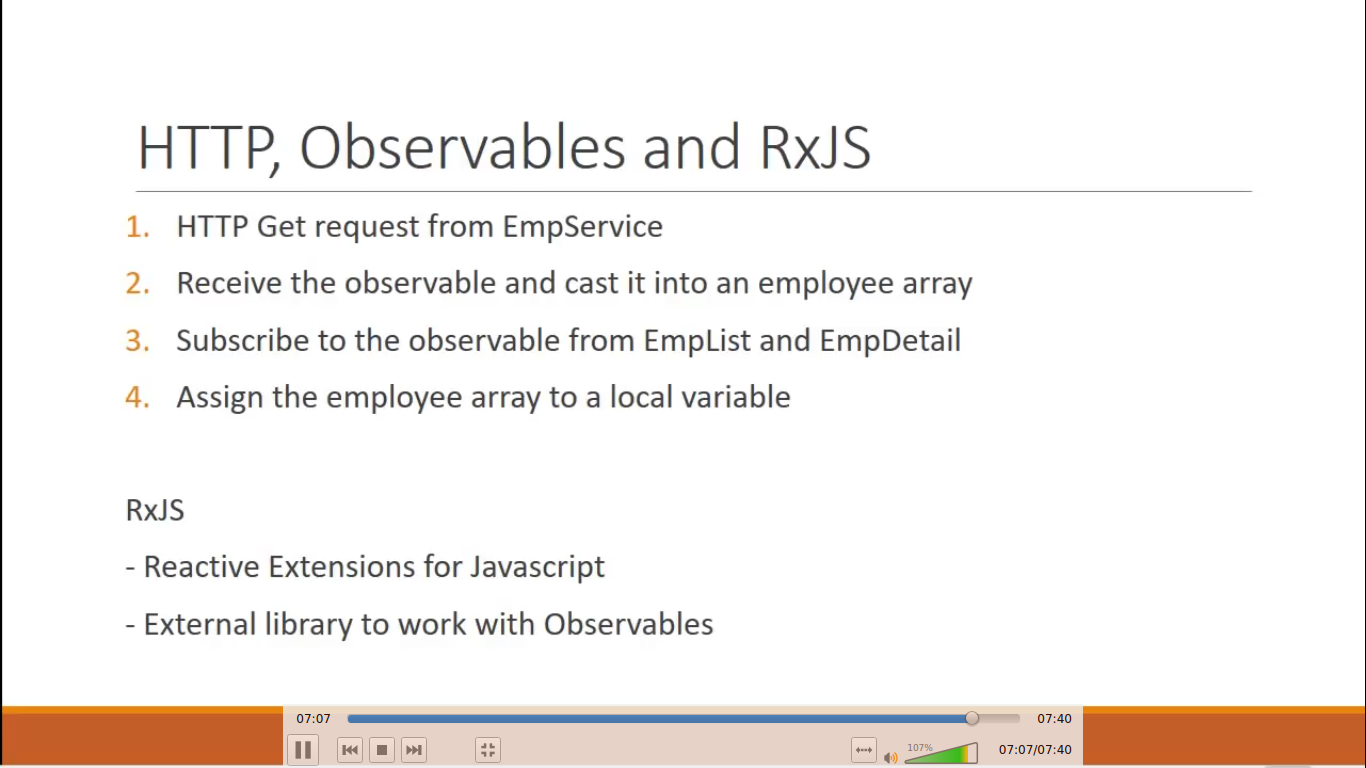 HTTP, Observables and RxJS
1. HTTP Get request from EmpService
2. Receive the observable and cast it into an employee array
3. Subscribe to the observable from EmpList and EmpDetail
4. Assign the employee array to a local variable
RxJS
- Reactive Extensions for Javascript
- External library to work with Observables
07:07 07:40
107% 07:07/07:40